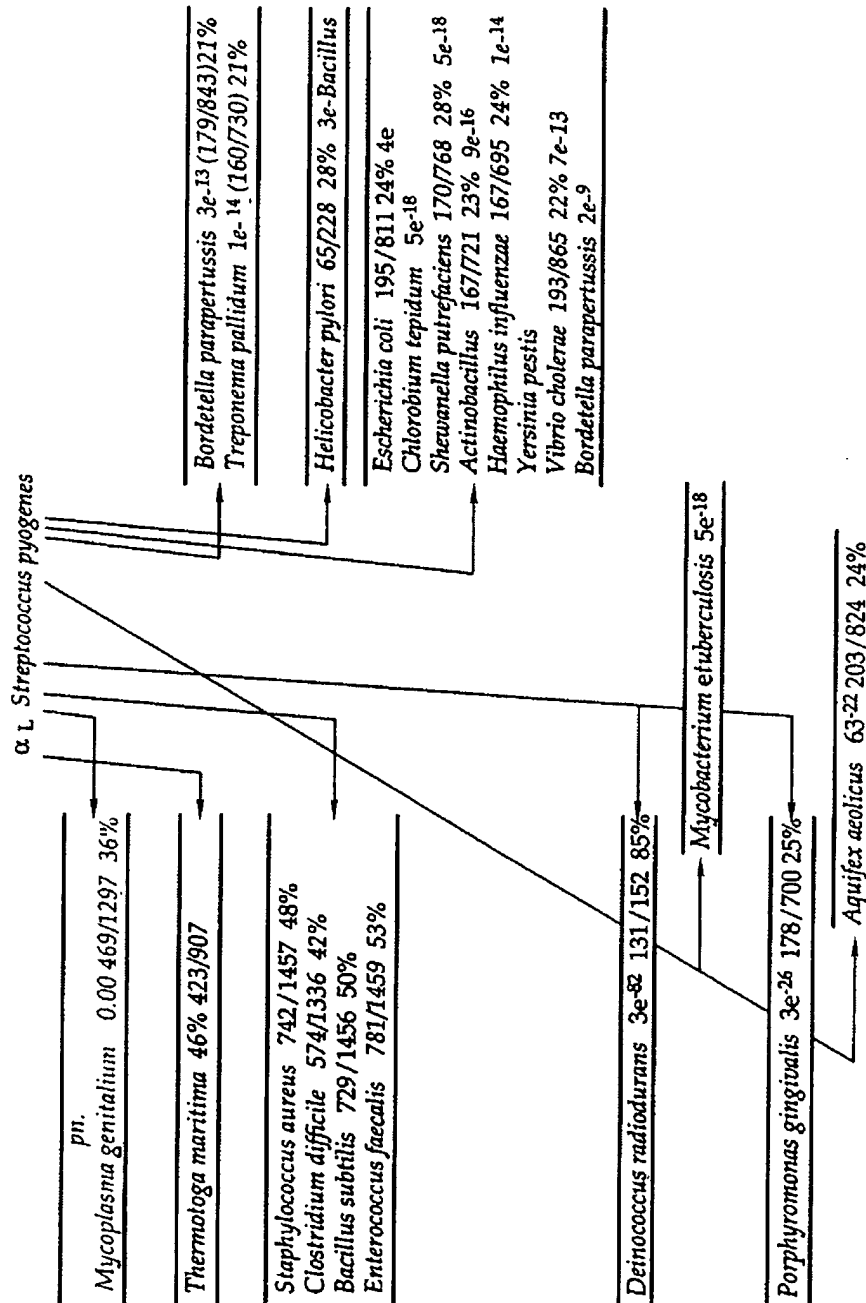 α L Streptococcus pyogenes
pn.
Mycoplasma genitalium 0.00 469/1297 36%
Thermotoga maritima 46% 423/907
Staphylococcus aureus 742/1457 48%
Clostridium difficile 574/1336 42%
Bacillus subtilis 729/1456 50%
Enterococcus faecalis 781/1459 53%
Deinococcus radiodurans 3e-82 131/152 85%
Mycobacterium etuberculosis 5e-18
Porphyromonas gingivalis 3e-26 178/700 25%
Aquifex aeolicus 63-22 203/824 24%
Bordetella parapertussis 3e-13 (179/843)21%
Treponema pallidum 1e-14 (160/730) 21%
Helicobacter pylori 65/228 28% 3e-Bacillus
Escherichia coli 195/811 24% 4e
Chlorobium tepidum 5e-18
Shewanella putrefaciens 170/768 28% 5e-18
Actinobacillus 167/721 23% 9e-16
Haemophilus influenzae 167/695 24% 1e-14
Yersinia pestis
Vibrio cholerae 193/865 22% 7e-13
Bordetella parapertussis 2e-9